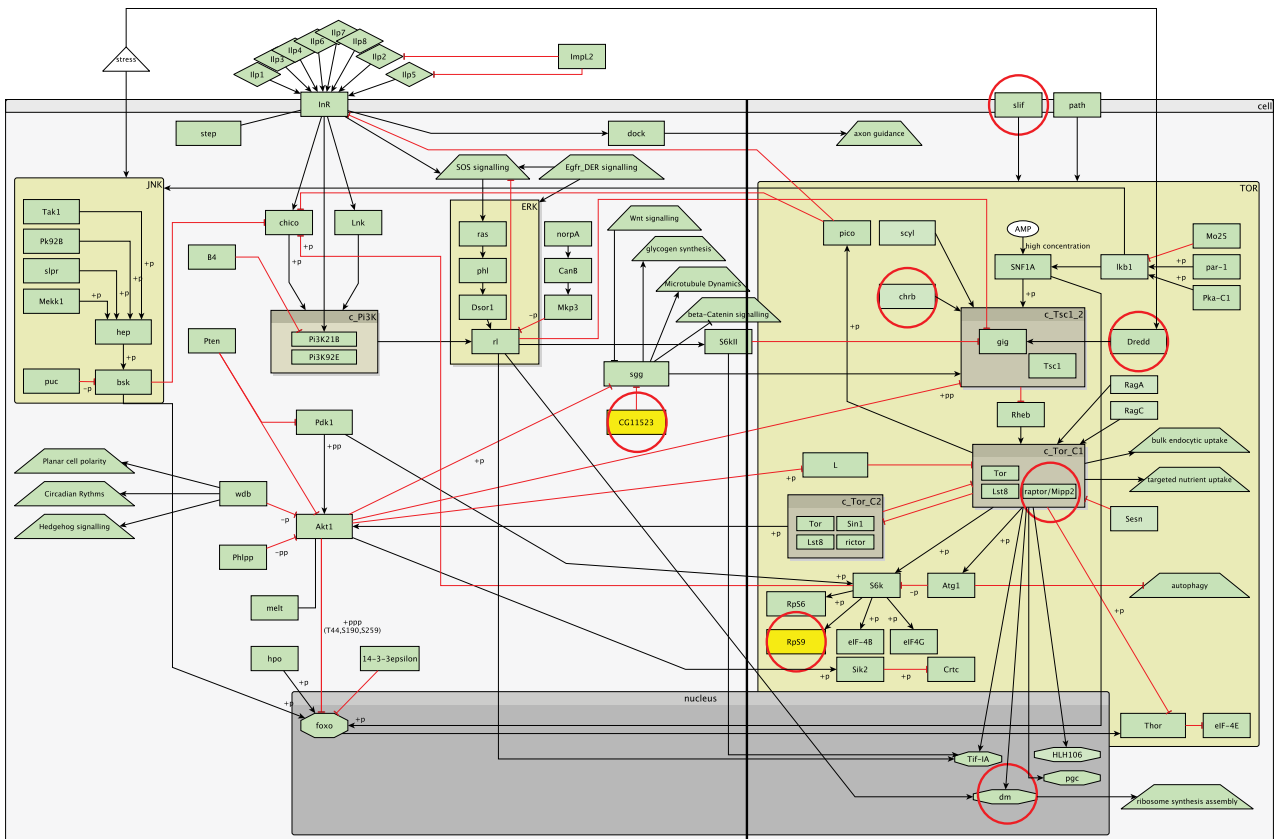 Ilp7
Ilp6
Ilp8
Ilp4
Ilp2
Ilp3
Ilp1
Ilp5
ImpL2
stress
InR
slif
path
cell
step
dock
axon guidance
SOS signalling
Egfr_DER signalling
JNK
TOR
ERK
Tak1
Pk92B
slpr
Mekk1
+p
+p
+p
+p
hep
+p
puc
-p
bsk
chico
Lnk
+p
B4
Pten
c_Pi3K
Pi3K21B
Pi3K92E
ras
norpA
phl
CanB
Dsor1
Mkp3
-p
rl
Wnt signalling
glycogen synthesis
Microtubule Dynamics
beta-Catenin signalling
S6kII
sgg
CG11523
pico
scyl
AMP
high concentration
SNF1A
lkb1
Mo25
par-1
Pka-C1
+p
+p
+p
chrb
c_Tsc1_2
gig
Tsc1
Dredd
+p
+pp
RagA
RagC
Rheb
Pdk1
+pp
+p
c_Tor_C1
Tor
Lst8
raptor/Mipp2
bulk endocytic uptake
targeted nutrient uptake
Sesn
L
+p
c_Tor_C2
Tor
Sin1
Lst8
rictor
+p
Planar cell polarity
Circadian Rythms
Hedgehog signalling
wdb
-p
Akt1
Phlpp
-pp
melt
+ppp
(T44,S190,S259)
+p
+p
+p
+p
S6k
-p
Atg1
autophagy
RpS6
+p
RpS9
+p
+p
eIF-4B
eIF4G
Sik2
+p
+p
Crtc
hpo
+p
14-3-3epsilon
nucleus
+p
foxo
+p
Thor
eIF-4E
Tif-IA
HLH106
pgc
dm
ribosome synthesis assembly